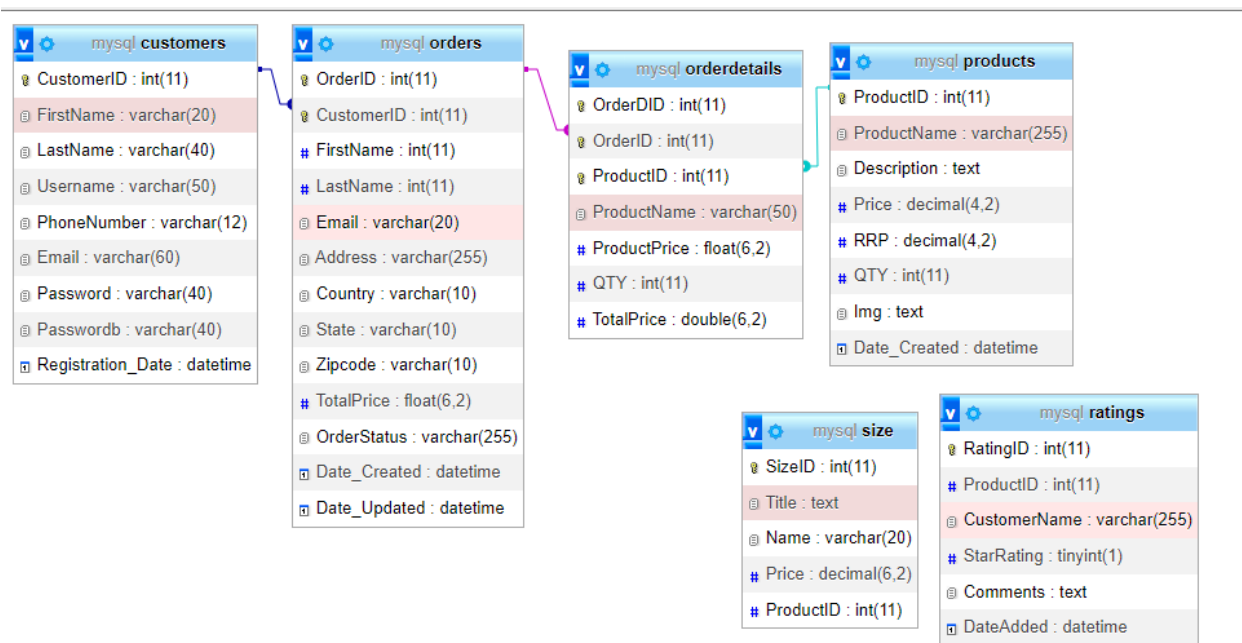 mysql customers
CustomerID : int(11)
FirstName : varchar(20)
LastName : varchar(40)
Username : varchar(50)
PhoneNumber : varchar(12)
Email : varchar(60)
Password : varchar(40)
Passwordb : varchar(40)
Registration_Date : datetime
mysql orders
OrderID : int(11)
CustomerID : int(11)
FirstName : int(11)
LastName : int(11)
Email : varchar(20)
Address : varchar(255)
Country : varchar(10)
State : varchar(10)
Zipcode : varchar(10)
TotalPrice : float(6,2)
OrderStatus : varchar(255)
Date_Created : datetime
Date_Updated : datetime
mysql orderdetails
OrderDID : int(11)
OrderID : int(11)
ProductID : int(11)
ProductName : varchar(50)
ProductPrice : float(6,2)
QTY : int(11)
TotalPrice : double(6,2)
mysql products
ProductID : int(11)
ProductName : varchar(255)
Description : text
Price : decimal(4,2)
RRP : decimal(4,2)
QTY : int(11)
Img : text
Date_Created : datetime
mysql size
SizeID : int(11)
Title : text
Name : varchar(20)
Price : decimal(6,2)
ProductID : int(11)
mysql ratings
RatingID : int(11)
ProductID : int(11)
CustomerName : varchar(255)
StarRating : tinyint(1)
Comments : text
DateAdded : datetime